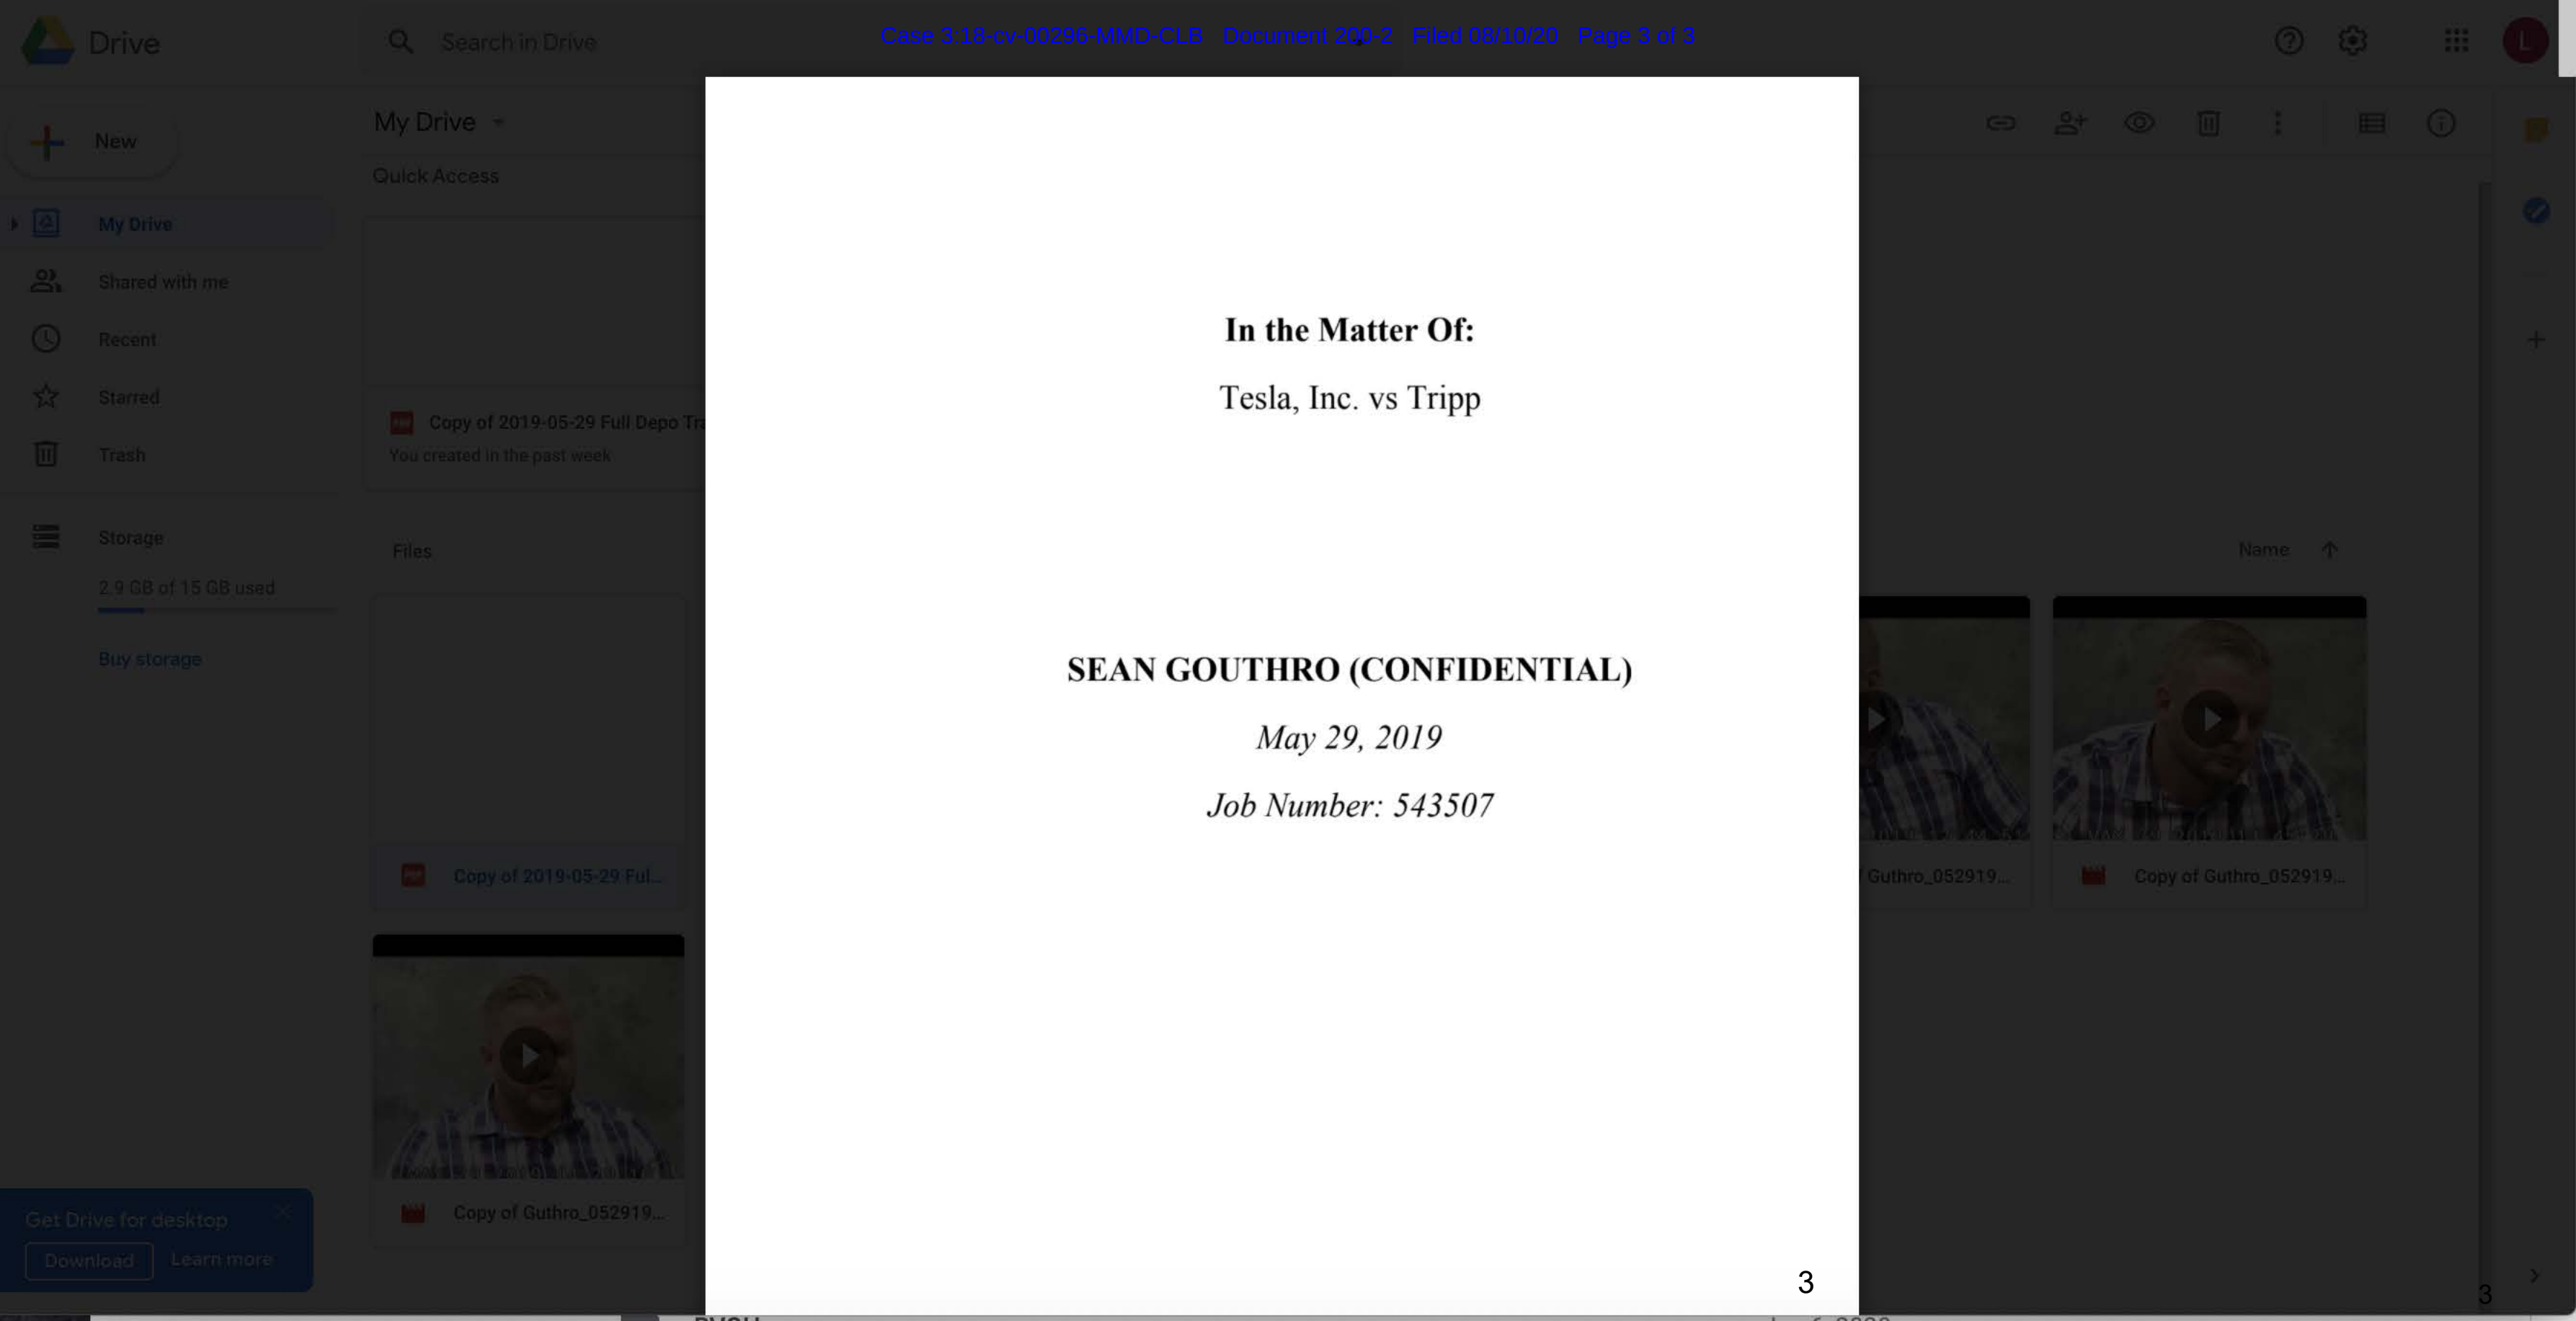 Case 3:18-cv-00296-MMD-CLB Document 200-2 Filed 08/10/20 Page 3 of 3
Drive
Search in Drive
L
New
My Drive
Quick Access
My Drive
Shared with me
Recent
Starred
Trash
Storage
2.9 GB of 15 GB used
Buy storage
Copy of 2019-05-29 Full Depo Tra
You created in the past week
Files
Name
In the Matter Of:
Tesla, Inc. vs Tripp
SEAN GOUTHRO (CONFIDENTIAL)
May 29, 2019
Job Number: 543507
Copy of 2019-05-29 Ful...
Guthro_052919...
Copy of Guthro_052919...
Copy of Guthro_052919...
Get Drive for desktop
Download
Learn more
3
3